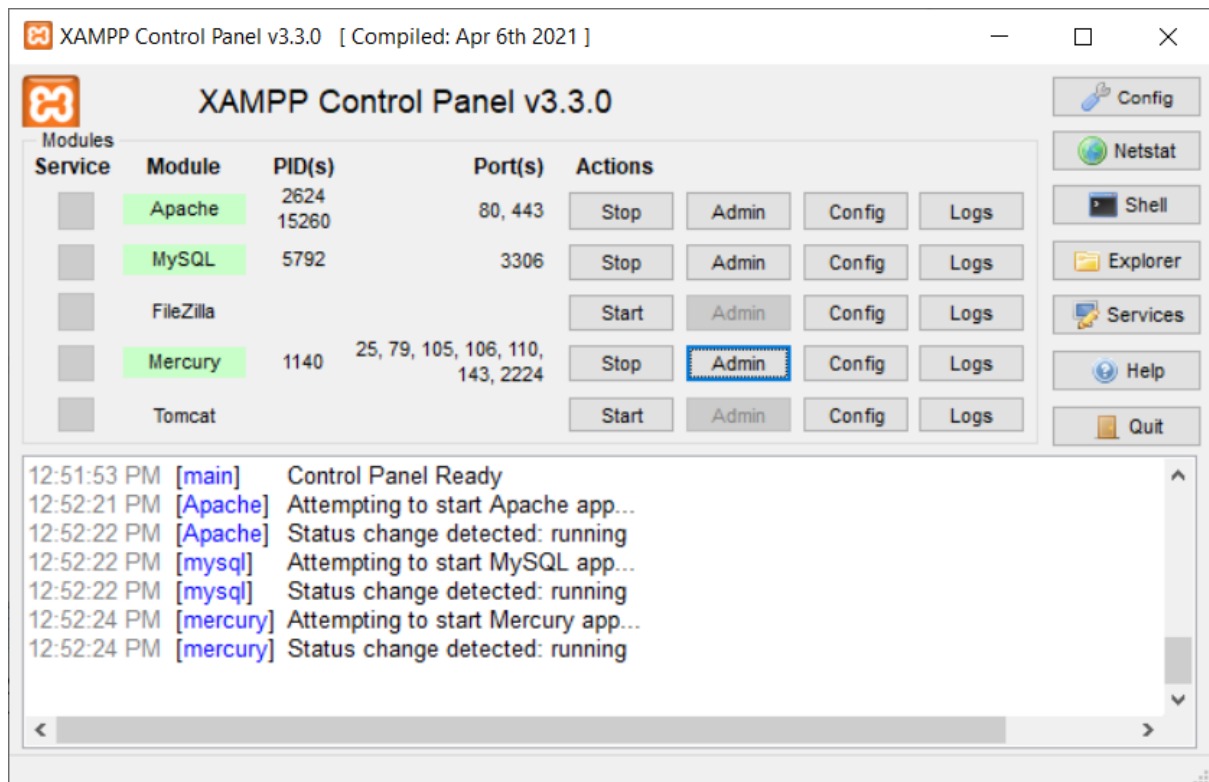 XAMPP Control Panel v3.3.0 [ Compiled: Apr 6th 2021 ]
XAMPP Control Panel v3.3.0
Config
Modules
Netstat
Service Module PID(s) Port(s) Actions
Apache 2624 15260 80, 443 Stop Admin Config Logs
Shell
MySQL 5792 3306 Stop Admin Config Logs
Explorer
FileZilla Start Admin Config Logs
Services
Mercury 1140 25, 79, 105, 106, 110, 143, 2224 Stop Admin Config Logs
Help
Tomcat Start Admin Config Logs
Quit
12:51:53 PM [main] Control Panel Ready
12:52:21 PM [Apache] Attempting to start Apache app...
12:52:22 PM [Apache] Status change detected: running
12:52:22 PM [mysql] Attempting to start MySQL app...
12:52:22 PM [mysql] Status change detected: running
12:52:24 PM [mercury] Attempting to start Mercury app...
12:52:24 PM [mercury] Status change detected: running